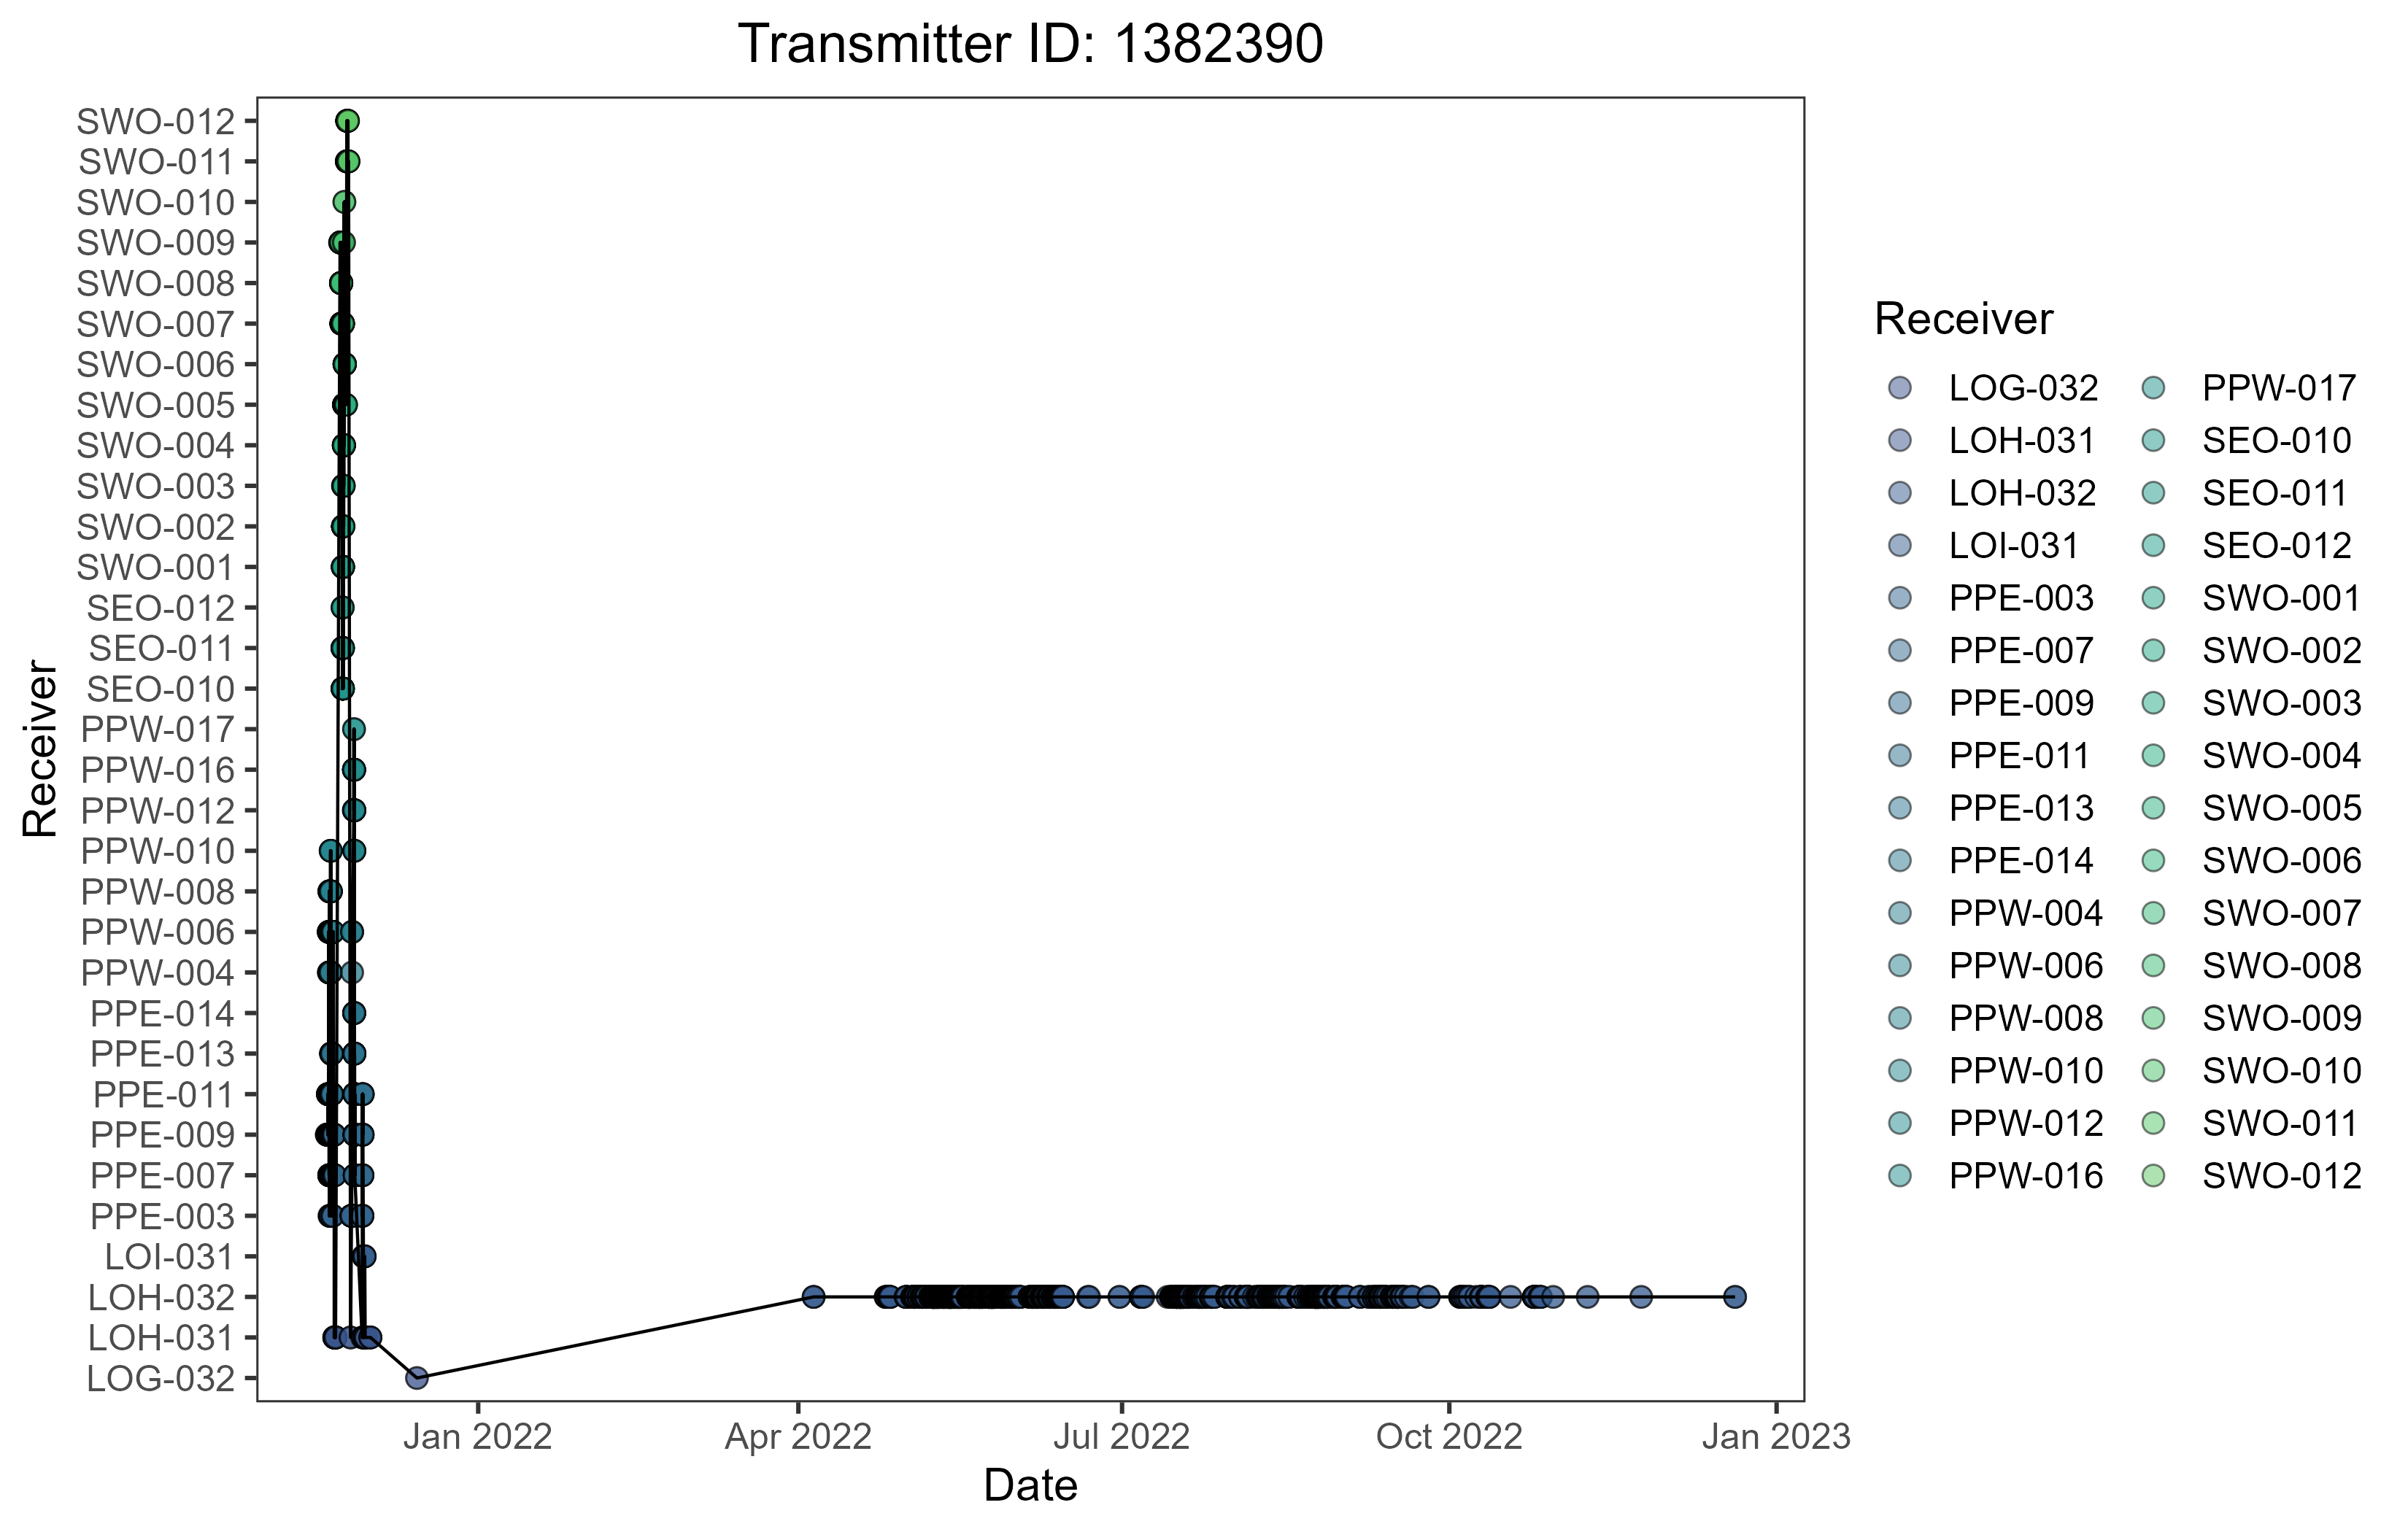 Transmitter ID: 1382390
SWO-012
SWO-011
SWO-010
SWO-009
SWO-008
SWO-007
SWO-006
SWO-005
SWO-004
SWO-003
SWO-002
SWO-001
SEO-012
SEO-011
SEO-010
PPW-017
PPW-016
PPW-012
PPW-010
PPW-008
PPW-006
PPW-004
PPE-014
PPE-013
PPE-011
PPE-009
PPE-007
PPE-003
LOI-031
LOH-032
LOH-031
LOG-032
Receiver
Jan 2022
Apr 2022
Jul 2022
Oct 2022
Jan 2023
Date
Receiver
LOG-032
LOH-031
LOH-032
LOI-031
PPE-003
PPE-007
PPE-009
PPE-011
PPE-013
PPE-014
PPW-004
PPW-006
PPW-008
PPW-010
PPW-012
PPW-016
PPW-017
SEO-010
SEO-011
SEO-012
SWO-001
SWO-002
SWO-003
SWO-004
SWO-005
SWO-006
SWO-007
SWO-008
SWO-009
SWO-010
SWO-011
SWO-012